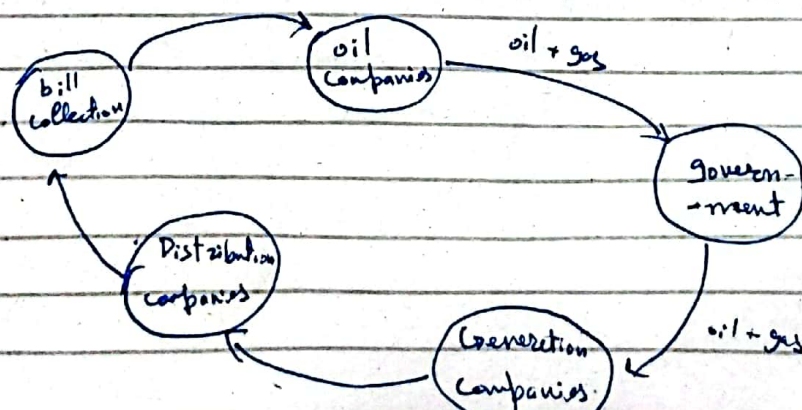 oil
companies
oil + gas
bill
collection
govern-
-ment
Distribution
companies
oil + gas
Generation
companies.